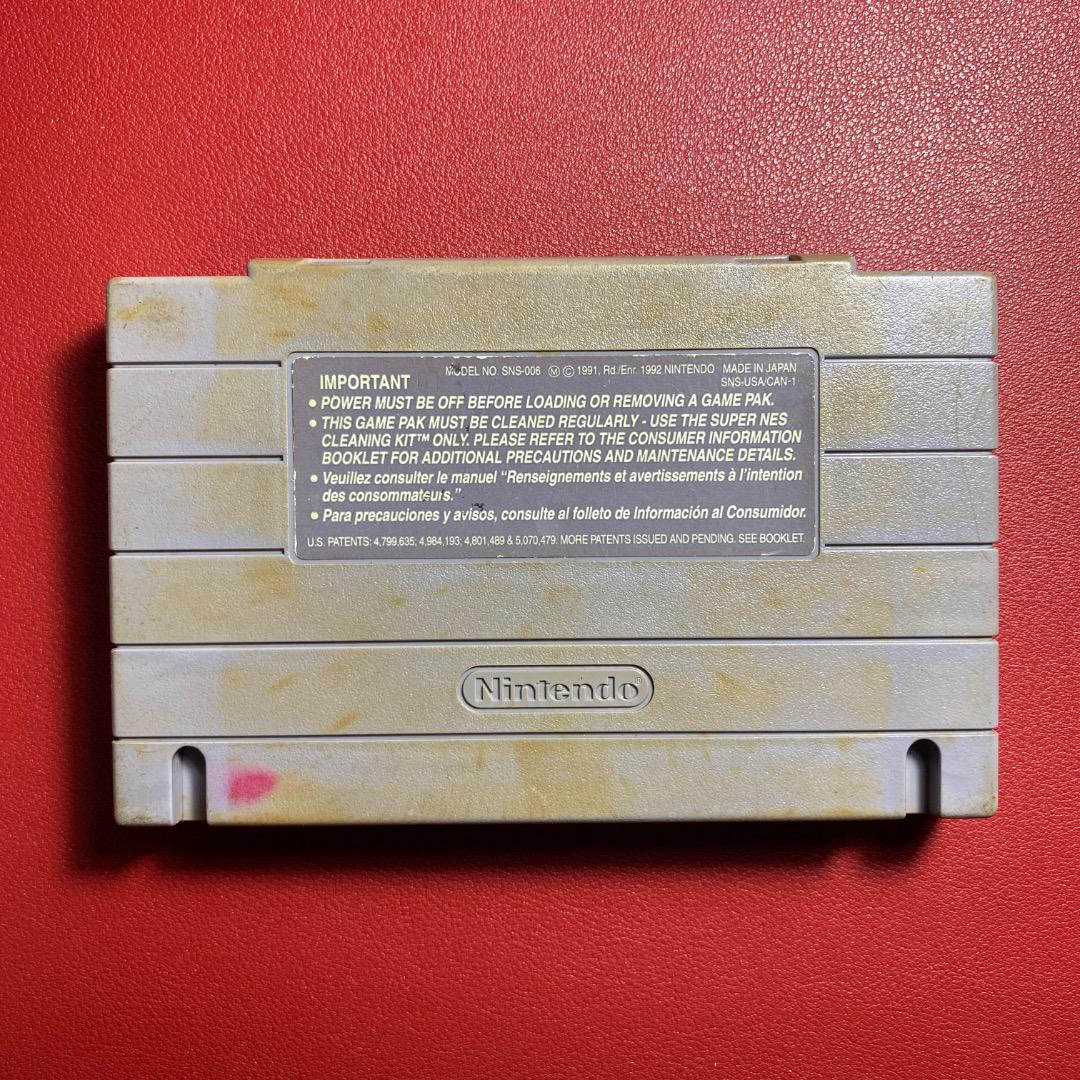 MODEL NO. SNS-006 Ⓜ © 1991, Rd./Enr. 1992 NINTENDO MADE IN JAPAN
SNS-USA/CAN-1
IMPORTANT
• POWER MUST BE OFF BEFORE LOADING OR REMOVING A GAME PAK.
• THIS GAME PAK MUST BE CLEANED REGULARLY - USE THE SUPER NES
CLEANING KIT™ ONLY. PLEASE REFER TO THE CONSUMER INFORMATION
BOOKLET FOR ADDITIONAL PRECAUTIONS AND MAINTENANCE DETAILS.
• Veuillez consulter le manuel “Renseignements et avertissements à l’intention
des consommateurs.”
• Para precauciones y avisos, consulte al folleto de Información al Consumidor.
U.S. PATENTS: 4,799,635; 4,984,193; 4,801,489 & 5,070,479. MORE PATENTS ISSUED AND PENDING. SEE BOOKLET.
Nintendo®